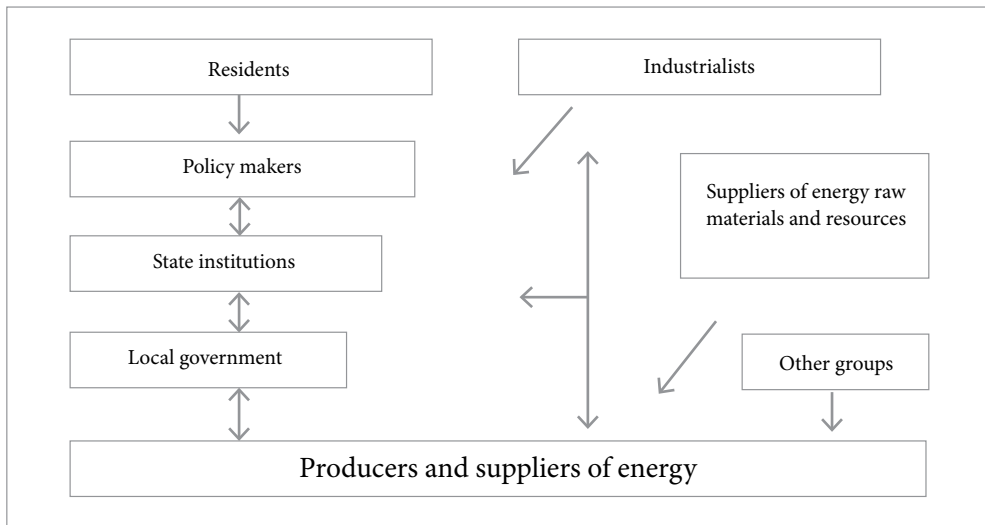 Residents
Industrialists
Policy makers
Suppliers of energy raw
materials and resources
State institutions
Local government
Other groups
Producers and suppliers of energy